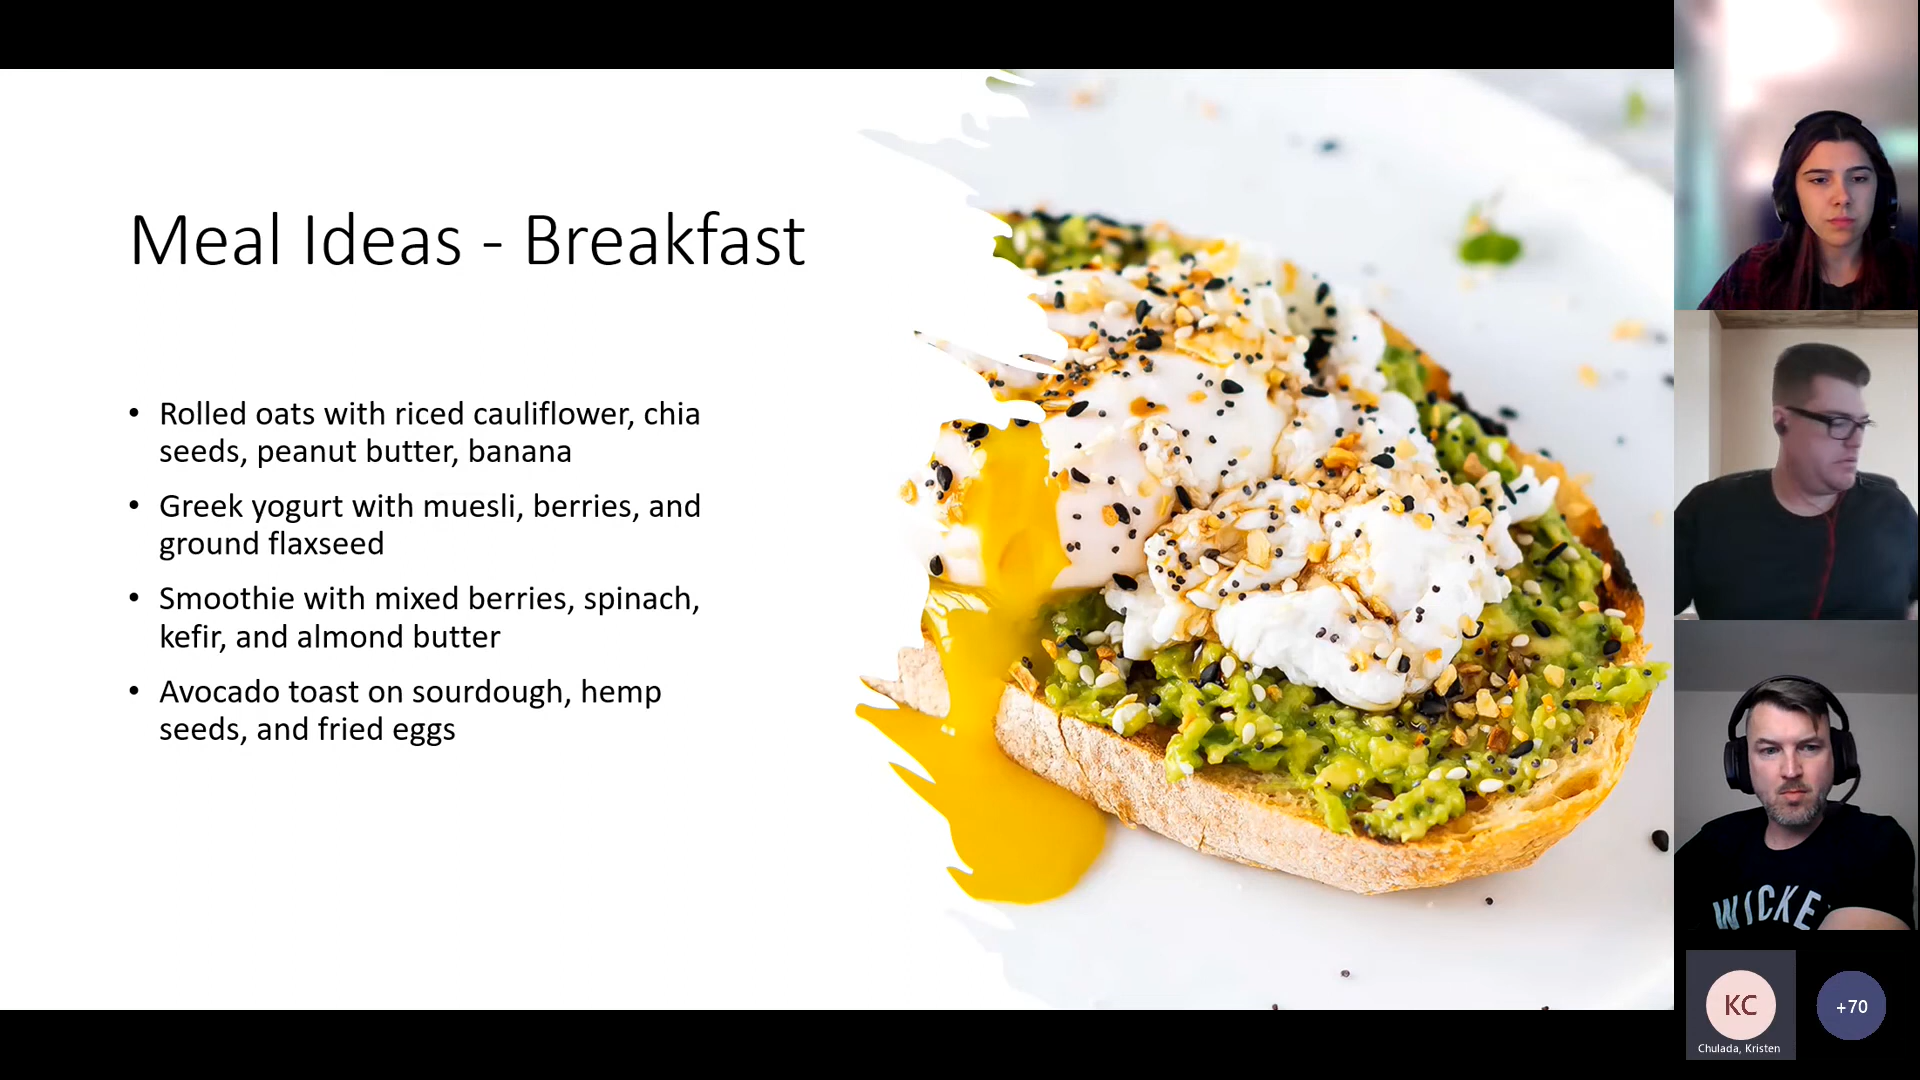 Meal Ideas - Breakfast
• Rolled oats with riced cauliflower, chia
seeds, peanut butter, banana
• Greek yogurt with muesli, berries, and
ground flaxseed
• Smoothie with mixed berries, spinach,
kefir, and almond butter
• Avocado toast on sourdough, hemp
seeds, and fried eggs
WICKE
KC
Chulada, Kristen
+70